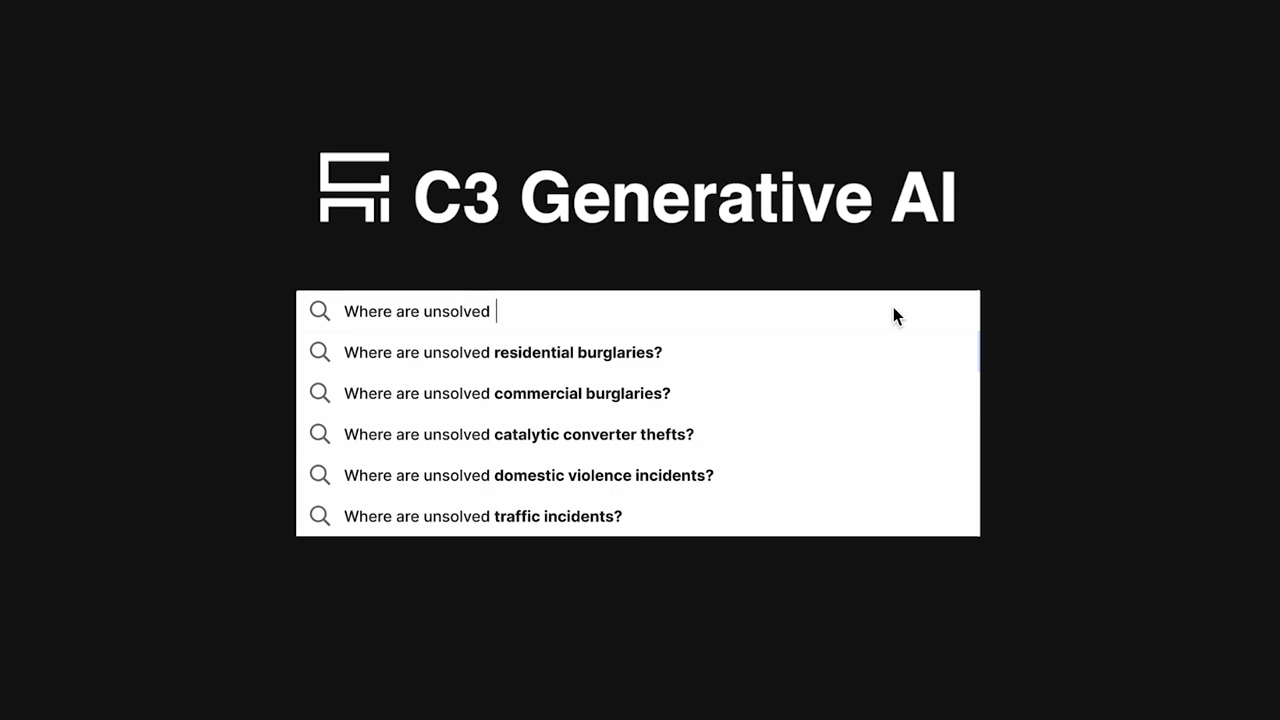 C3 Generative AI
Where are unsolved
Where are unsolved residential burglaries?
Where are unsolved commercial burglaries?
Where are unsolved catalytic converter thefts?
Where are unsolved domestic violence incidents?
Where are unsolved traffic incidents?